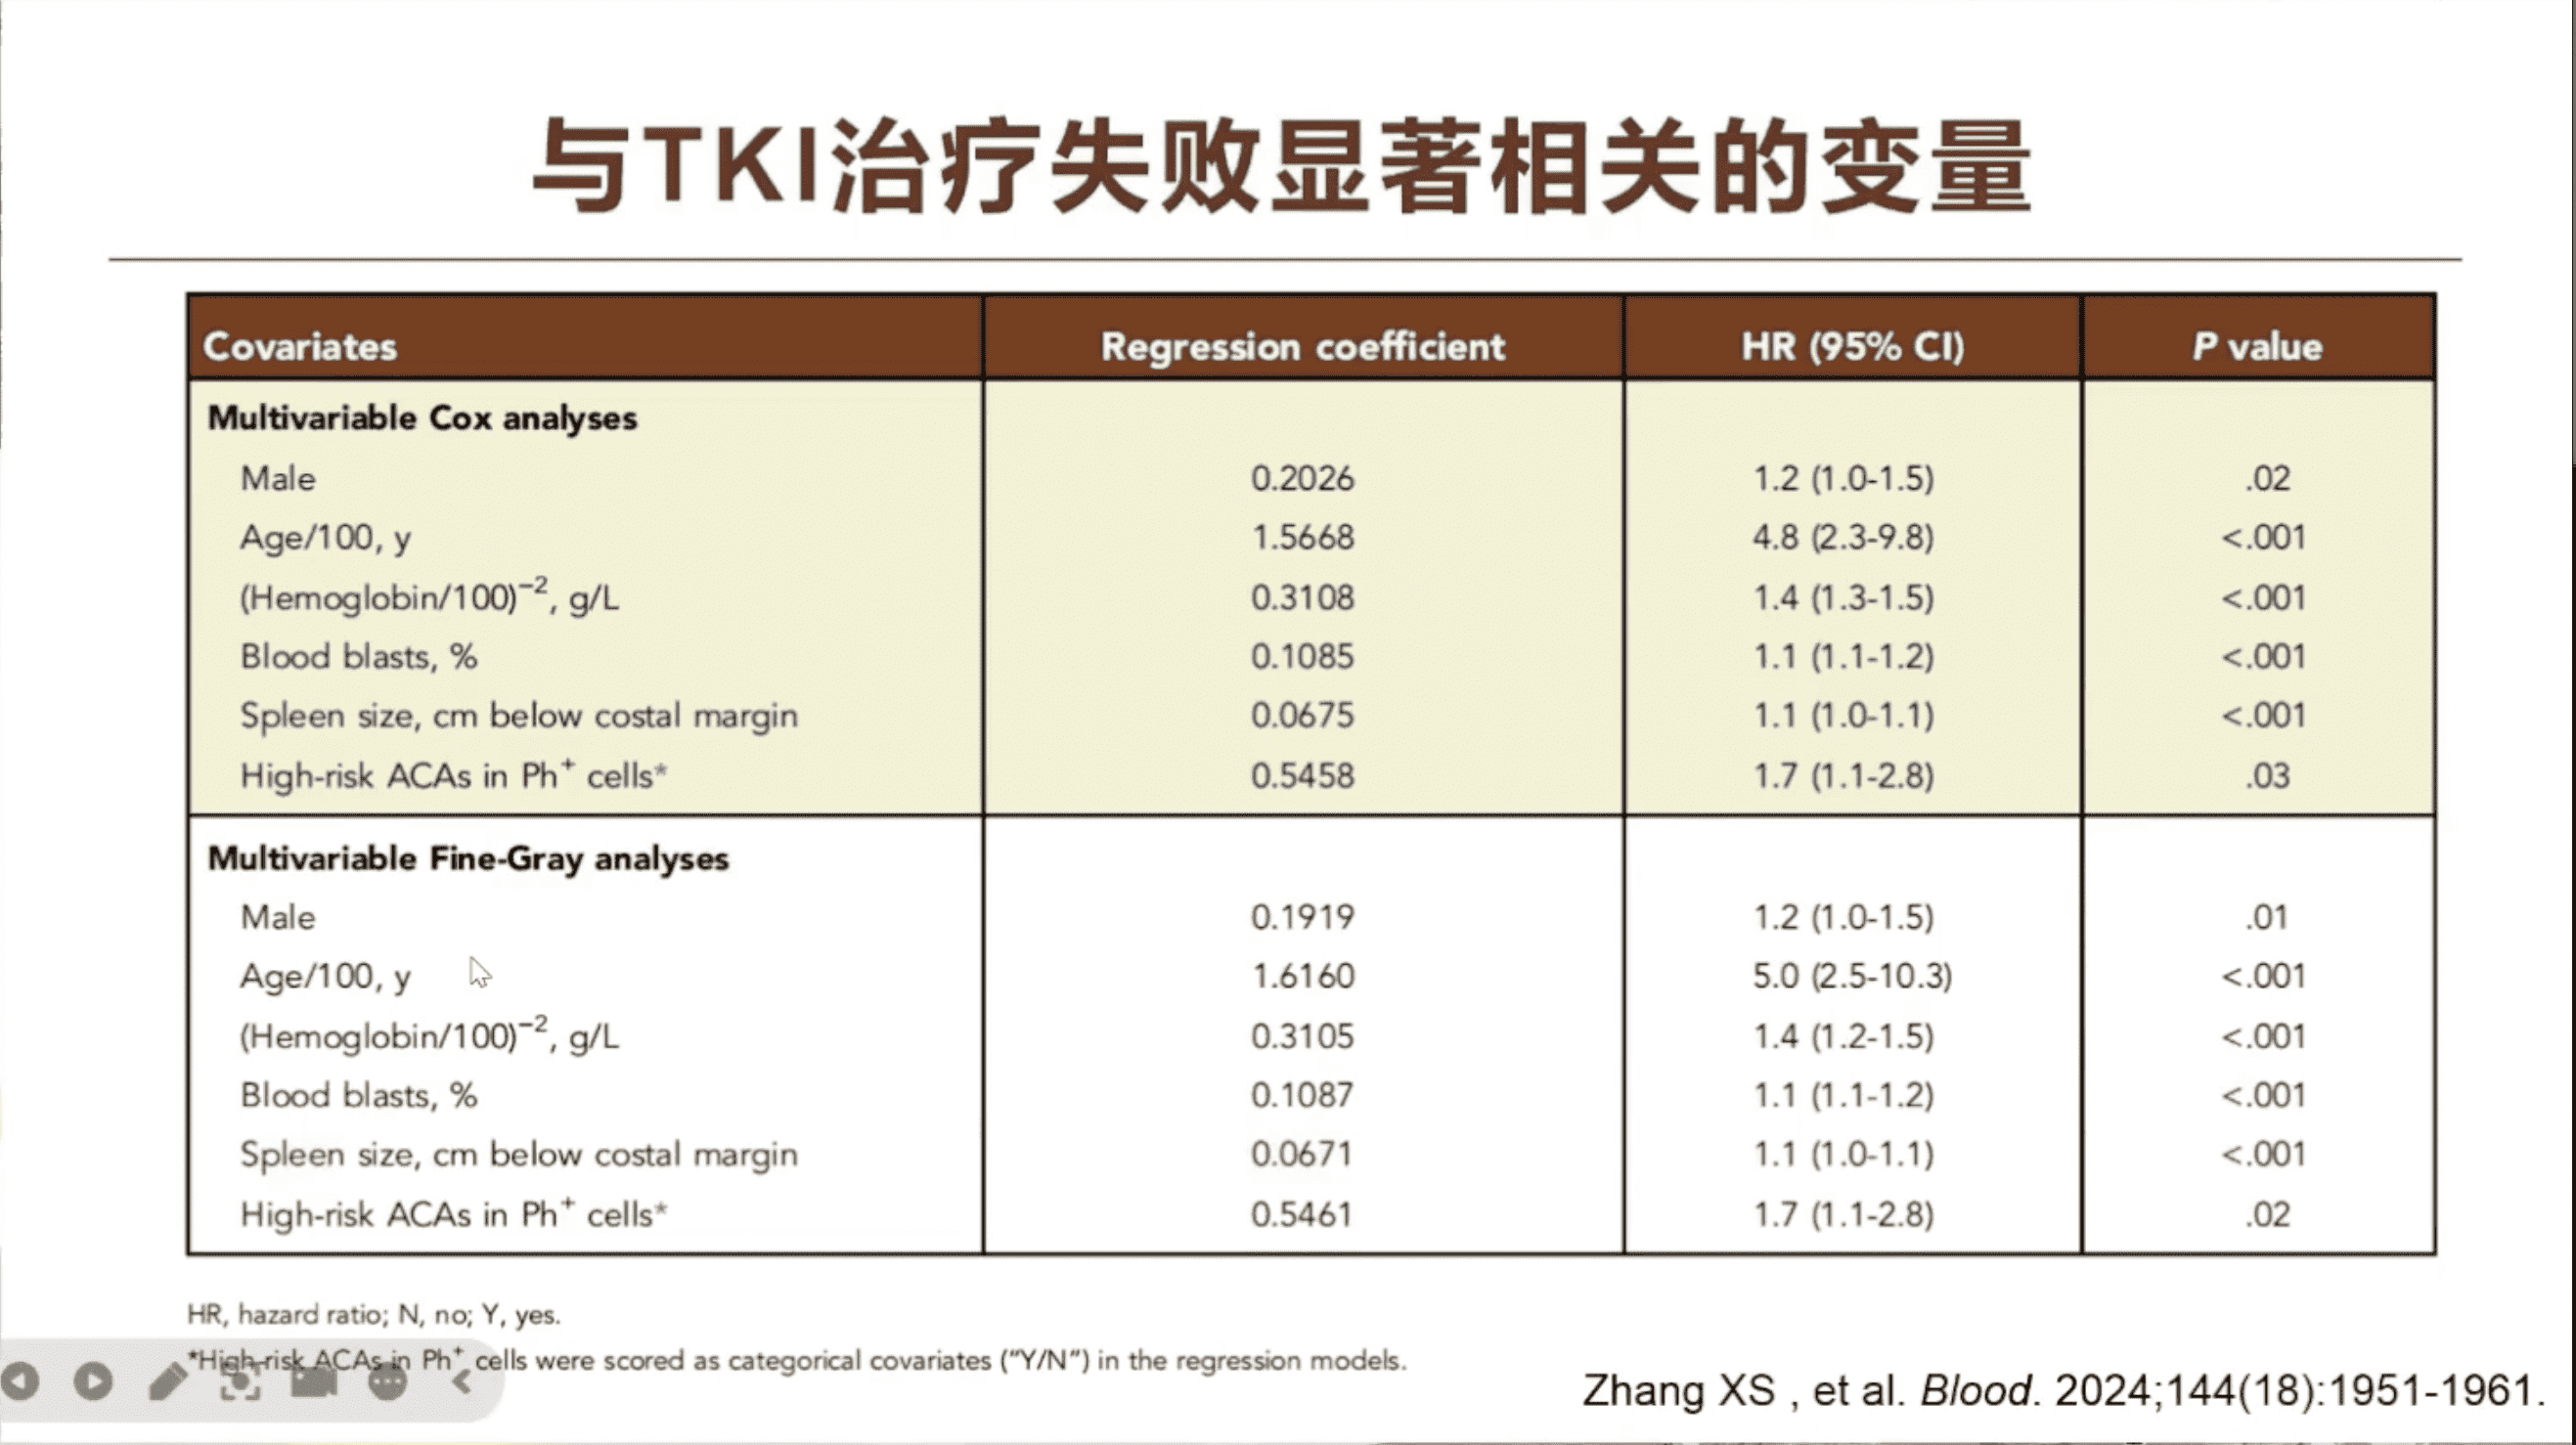 与TKI治疗失败显著相关的变量
Covariates Regression coefficient HR (95% CI) P value
Multivariable Cox analyses
Male 0.2026 1.2 (1.0-1.5) .02
Age/100, y 1.5668 4.8 (2.3-9.8) <.001
(Hemoglobin/100)⁻², g/L 0.3108 1.4 (1.3-1.5) <.001
Blood blasts, % 0.1085 1.1 (1.1-1.2) <.001
Spleen size, cm below costal margin 0.0675 1.1 (1.0-1.1) <.001
High-risk ACAs in Ph⁺ cells* 0.5458 1.7 (1.1-2.8) .03
Multivariable Fine-Gray analyses
Male 0.1919 1.2 (1.0-1.5) .01
Age/100, y 1.6160 5.0 (2.5-10.3) <.001
(Hemoglobin/100)⁻², g/L 0.3105 1.4 (1.2-1.5) <.001
Blood blasts, % 0.1087 1.1 (1.1-1.2) <.001
Spleen size, cm below costal margin 0.0671 1.1 (1.0-1.1) <.001
High-risk ACAs in Ph⁺ cells* 0.5461 1.7 (1.1-2.8) .02
HR, hazard ratio; N, no; Y, yes.
*High-risk ACAs in Ph⁺ cells were scored as categorical covariates (“Y/N”) in the regression models.
Zhang XS , et al. Blood. 2024;144(18):1951-1961.